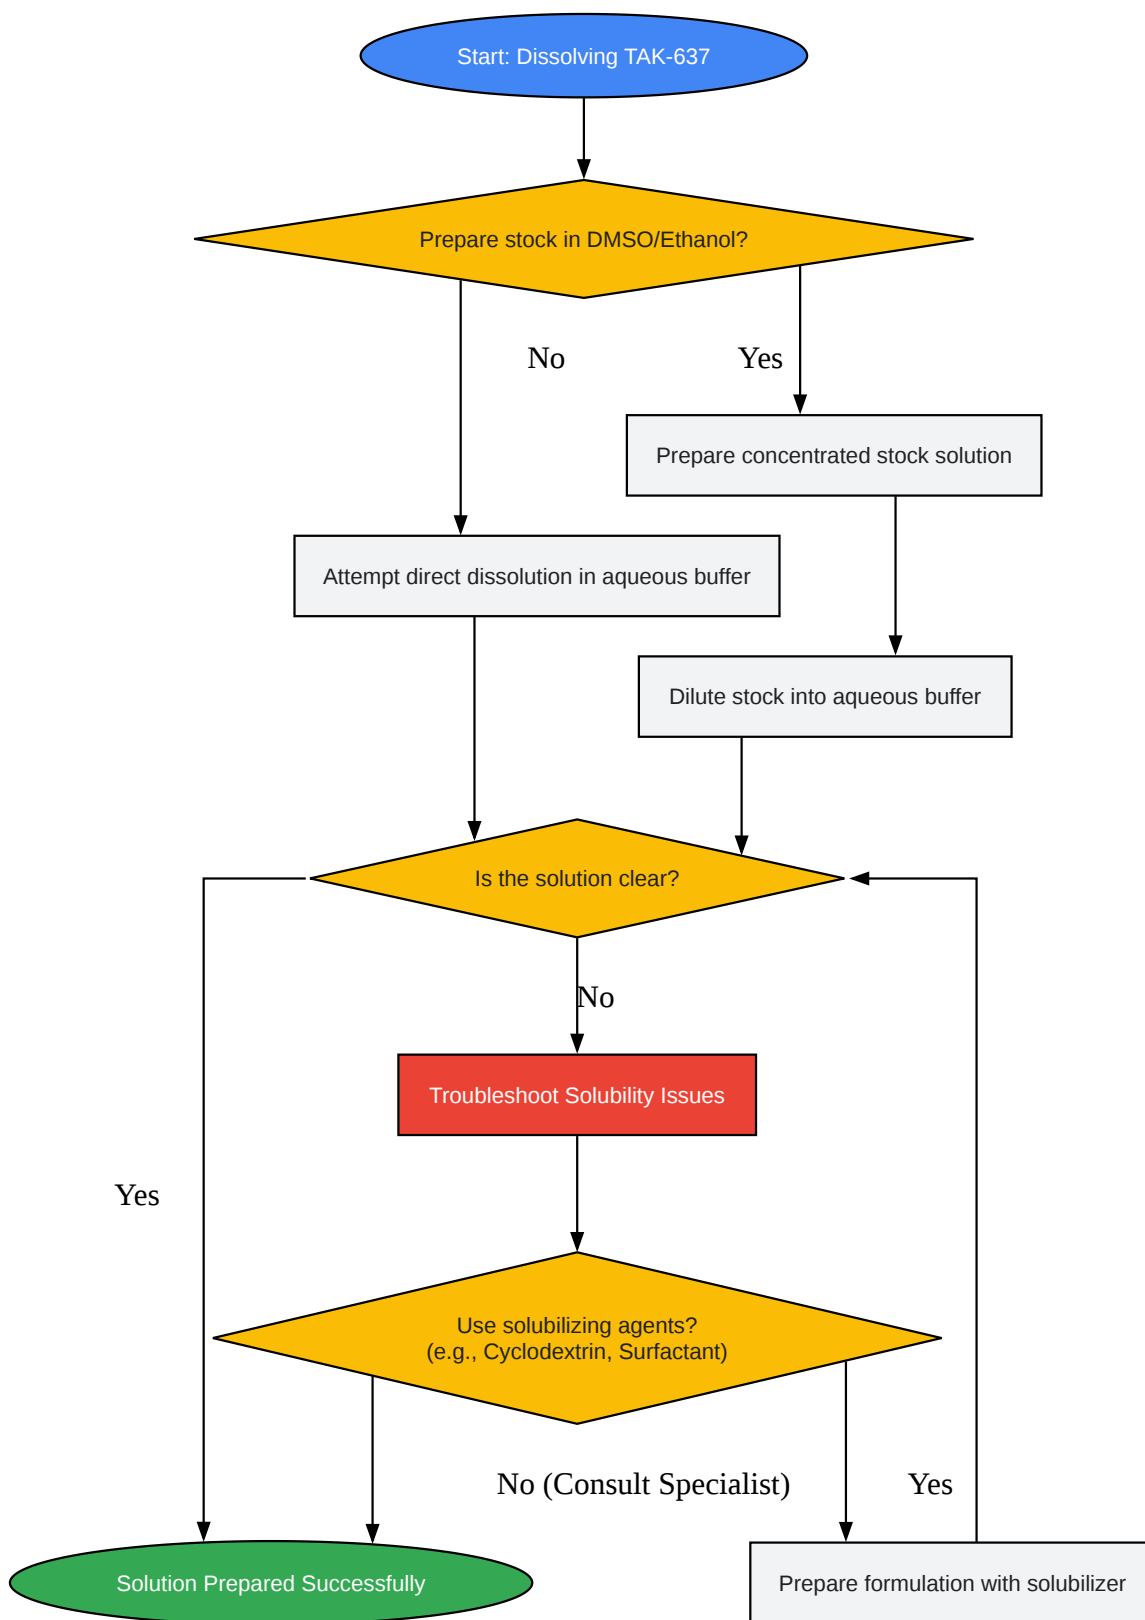 Start: Dissolving TAK-637
Prepare stock in DMSO/Ethanol?
No
Yes
Prepare concentrated stock solution
Attempt direct dissolution in aqueous buffer
Dilute stock into aqueous buffer
Is the solution clear?
No
Troubleshoot Solubility Issues
Yes
Use solubilizing agents?
(e.g., Cyclodextrin, Surfactant)
No (Consult Specialist)
Yes
Solution Prepared Successfully
Prepare formulation with solubilizer